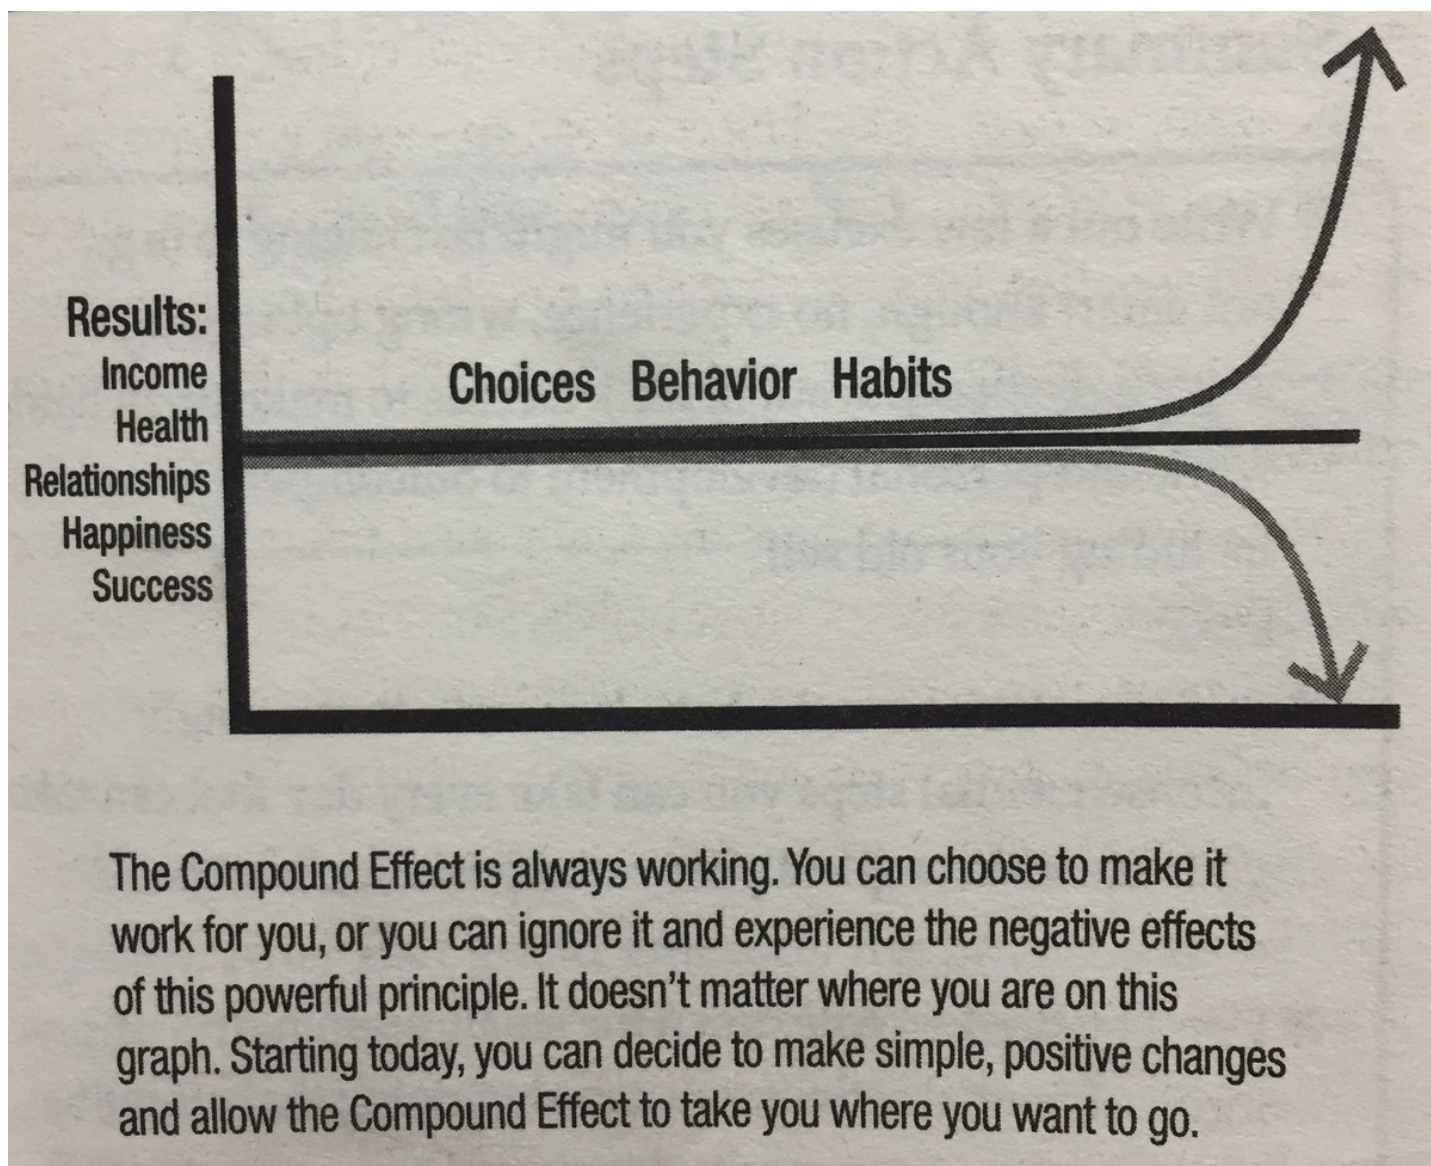 Results:
Income
Health
Relationships
Happiness
Success
Choices Behavior Habits
The Compound Effect is always working. You can choose to make it
work for you, or you can ignore it and experience the negative effects
of this powerful principle. It doesn't matter where you are on this
graph. Starting today, you can decide to make simple, positive changes
and allow the Compound Effect to take you where you want to go.